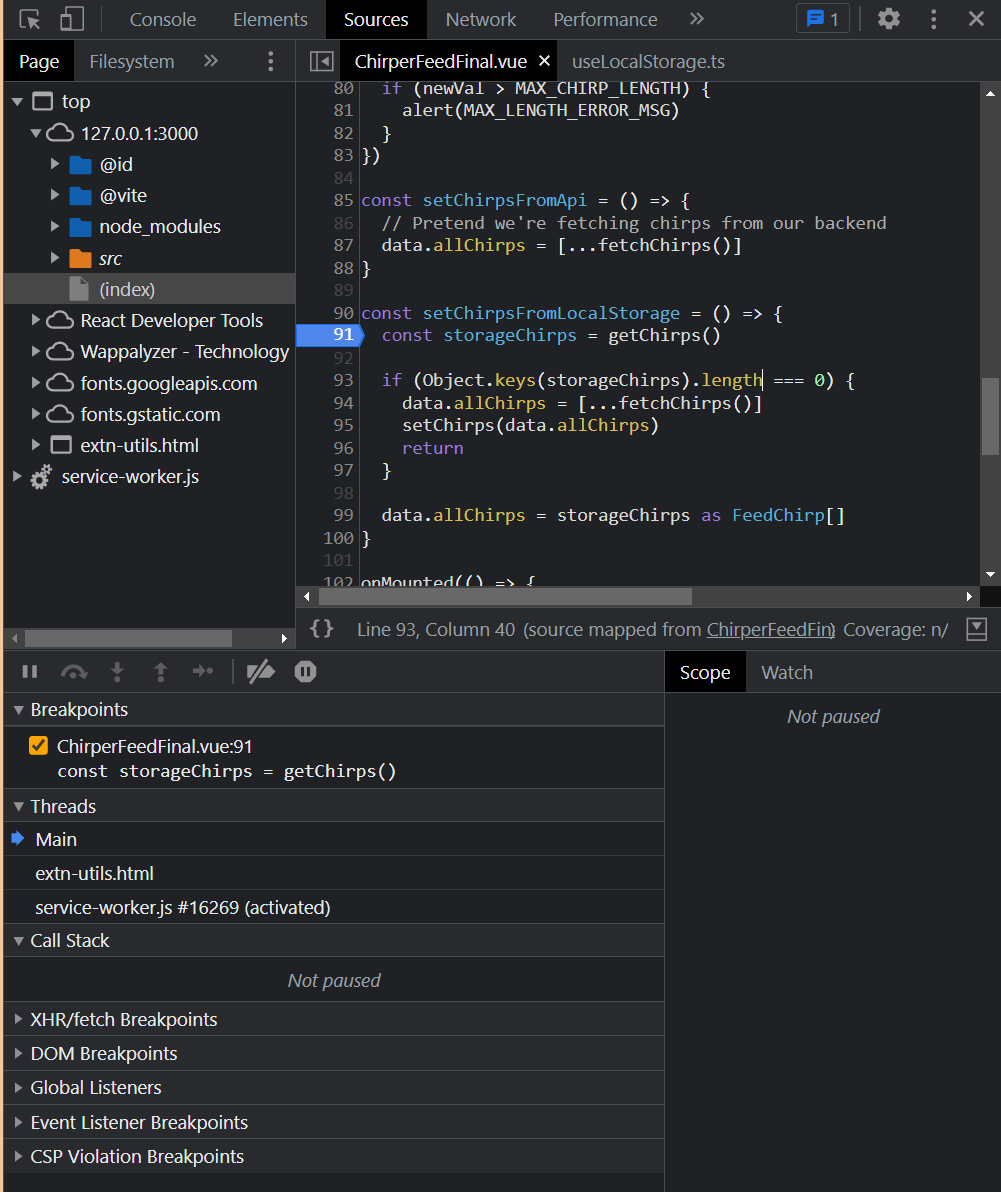 Console Elements Sources Network Performance 1
Page Filesystem
ChirperFeedFinal.vue useLocalStorage.ts
top
127.0.0.1:3000
@id
@vite
node_modules
src
(index)
React Developer Tools
Wappalyzer - Technology
fonts.googleapis.com
fonts.gstatic.com
extn-utils.html
service-worker.js
80 if (newVal > MAX_CHIRP_LENGTH) {
81 alert(MAX_LENGTH_ERROR_MSG)
82 }
83 })
84
85 const setChirpsFromApi = () => {
86 // Pretend we're fetching chirps from our backend
87 data.allChirps = [...fetchChirps()]
88 }
89
90 const setChirpsFromLocalStorage = () => {
91 const storageChirps = getChirps()
92
93 if (Object.keys(storageChirps).length === 0) {
94 data.allChirps = [...fetchChirps()]
95 setChirps(data.allChirps)
96 return
97 }
98
99 data.allChirps = storageChirps as FeedChirp[]
100 }
101
102 onMounted(() => {
{} Line 93, Column 40 (source mapped from ChirperFeedFin) Coverage: n/
Breakpoints
ChirperFeedFinal.vue:91
const storageChirps = getChirps()
Threads
Main
extn-utils.html
service-worker.js #16269 (activated)
Call Stack
Not paused
XHR/fetch Breakpoints
DOM Breakpoints
Global Listeners
Event Listener Breakpoints
CSP Violation Breakpoints
Scope Watch
Not paused